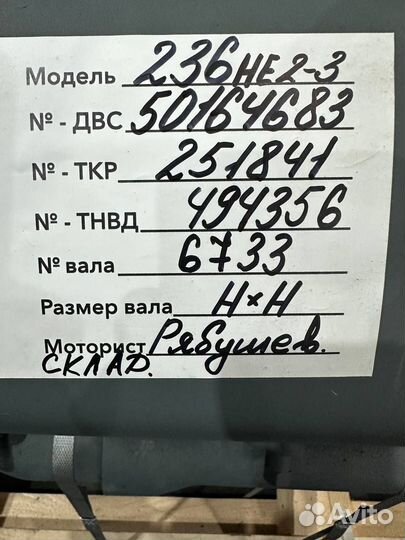 Модель 236НЕ2-3
№ - ДВС 50164683
№ - ТКР 251841
№ - ТНВД 494356
№ вала 6733
Размер вала Н×Н
Моторист Рябушев.
СКЛАД.
Avito